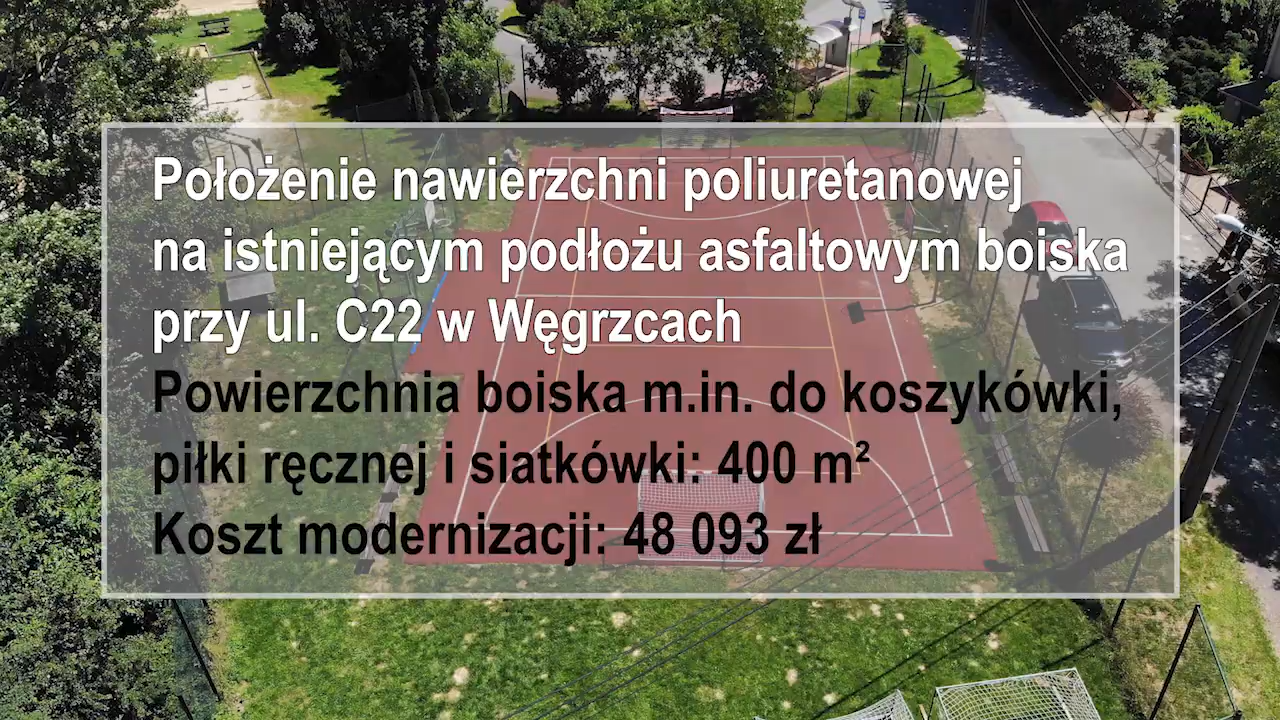 Położenie nawierzchni poliuretanowej
na istniejącym podłożu asfaltowym boiska
przy ul. C22 w Węgrzcach
Powierzchnia boiska m.in. do koszykówki,
piłki ręcznej i siatkówki: 400 m²
Koszt modernizacji: 48 093 zł